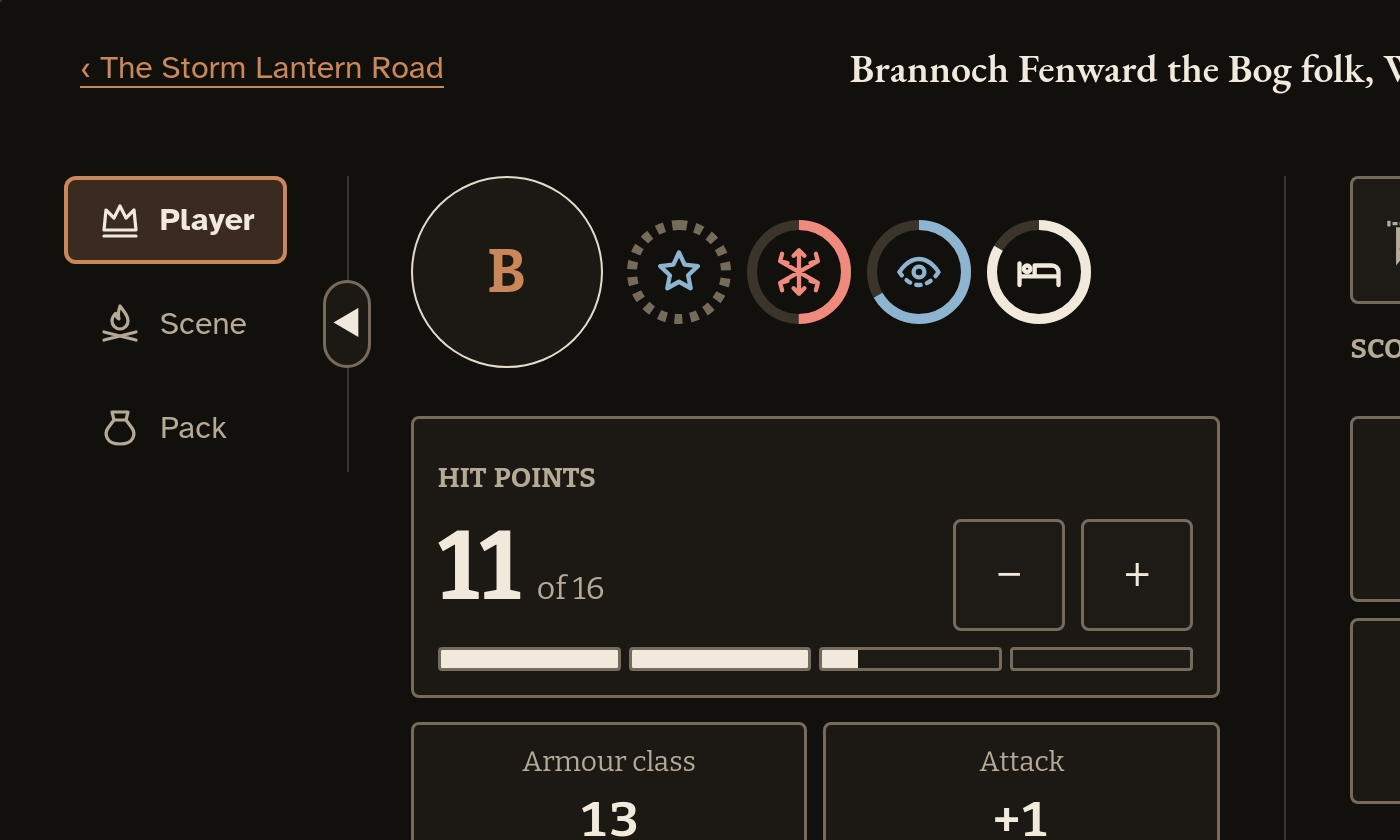 ‹ The Storm Lantern Road
Brannoch Fenward the Bog folk,
Player
Scene
Pack
B
HIT POINTS
11 of 16
− +
Armour class
13
Attack
+1